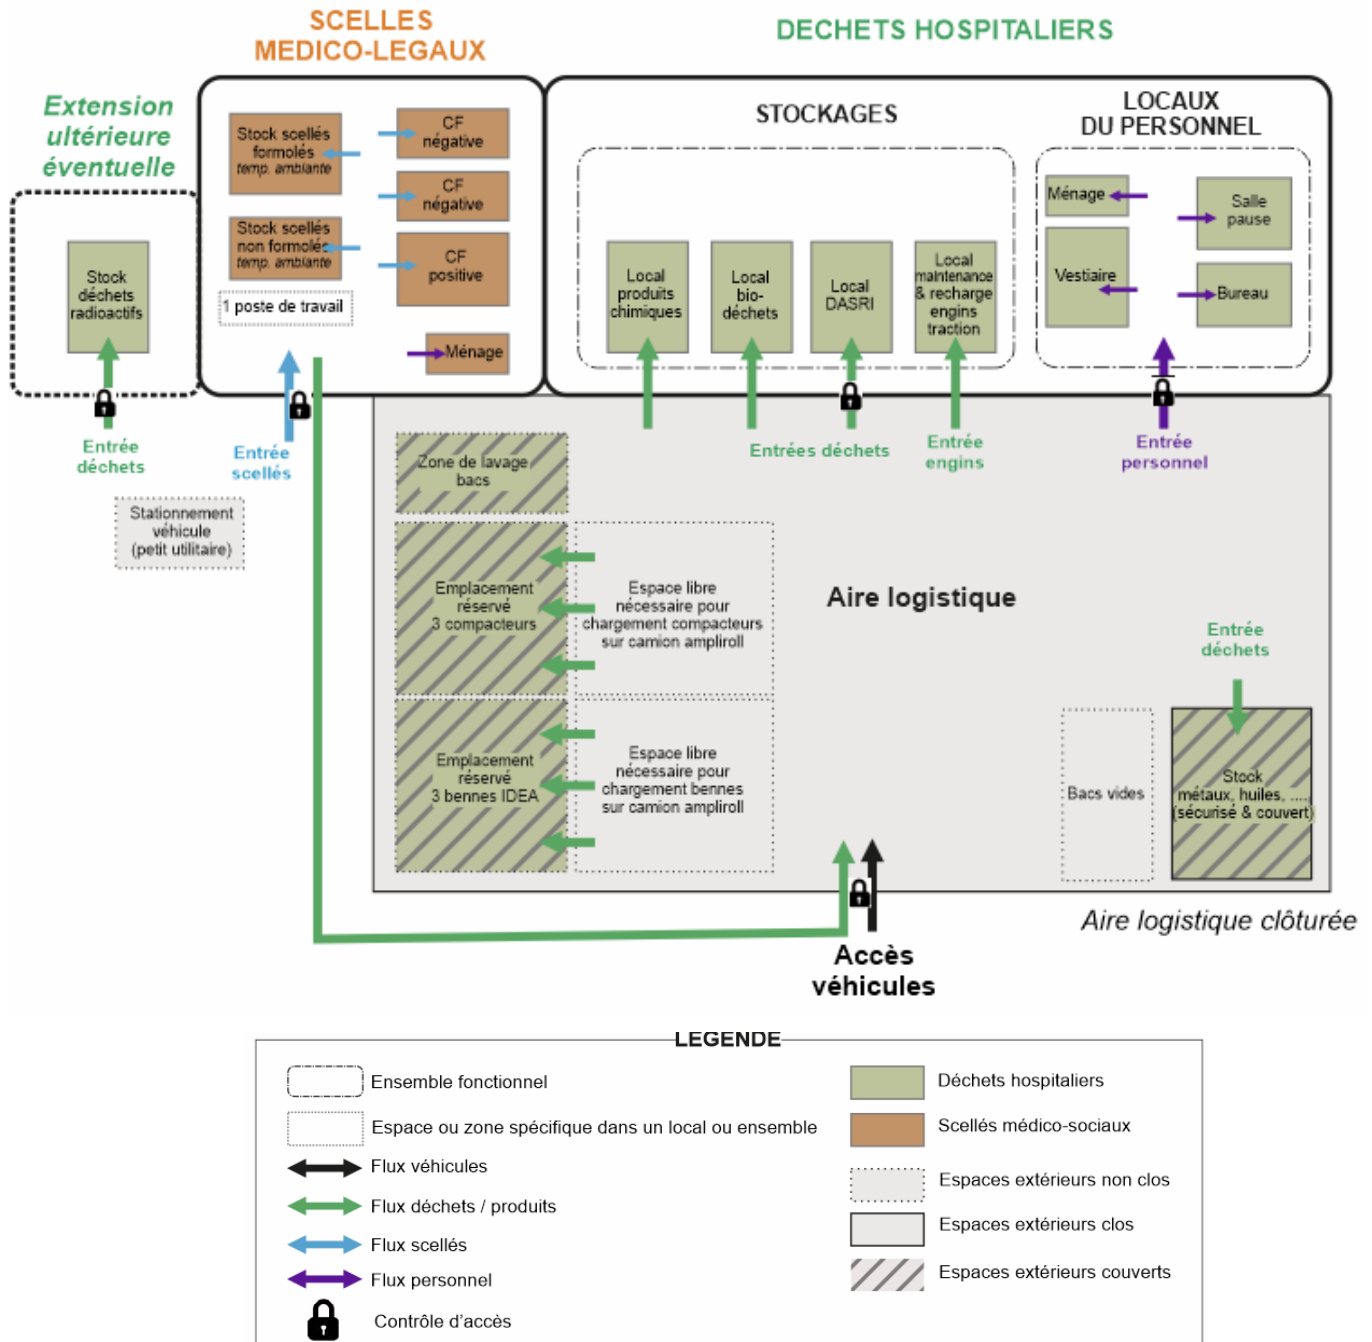 SCELLES
MEDICO-LEGAUX
DECHETS HOSPITALIERS
Extension
ultérieure
éventuelle
Stock
déchets
radioactifs
Entrée
déchets
Stationnement
véhicule
(petit utilitaire)
Stock scellés
formolés
temp. ambiante
Stock scellés
non formolés
temp. ambiante
1 poste de travail
CF
négative
CF
négative
CF
positive
Ménage
Entrée
scellés
STOCKAGES
Local
produits
chimiques
Local
bio-
déchets
Local
DASRI
Local
maintenance
& recharge
engins
traction
Entrées déchets
Entrée
engins
LOCAUX
DU PERSONNEL
Ménage
Salle
pause
Vestiaire
Bureau
Entrée
personnel
Zone de lavage
bacs
Emplacement
réservé
3 compacteurs
Espace libre
nécessaire pour
chargement compacteurs
sur camion ampliroll
Aire logistique
Emplacement
réservé
3 bennes IDEA
Espace libre
nécessaire pour
chargement bennes
sur camion ampliroll
Entrée
déchets
Bacs vides
Stock
métaux, huiles, ....
(sécurisé & couvert)
Aire logistique clôturée
Accès
véhicules
LEGENDE
Ensemble fonctionnel
Espace ou zone spécifique dans un local ou ensemble
Flux véhicules
Flux déchets / produits
Flux scellés
Flux personnel
Contrôle d'accès
Déchets hospitaliers
Scellés médico-sociaux
Espaces extérieurs non clos
Espaces extérieurs clos
Espaces extérieurs couverts